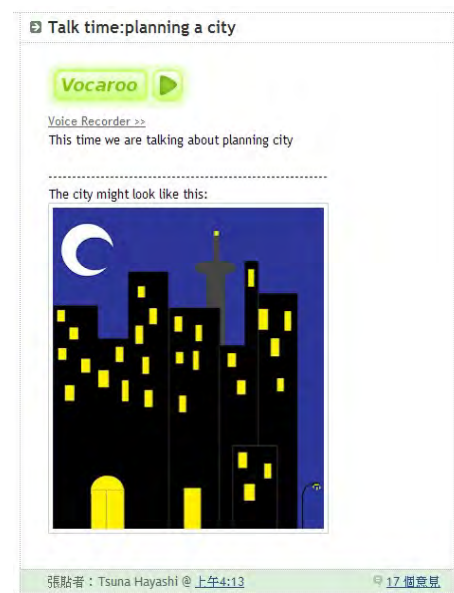 Talk time:planning a city
Vocaroo
Voice Recorder >>
This time we are talking about planning city
The city might look like this:
張貼者：Tsuna Hayashi @ 上午4:13
17 個意見